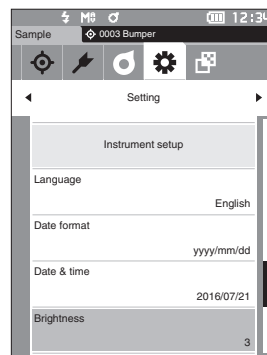 12:34
Sample
0003 Bumper
Setting
Instrument setup
Language
English
Date format
yyyy/mm/dd
Date & time
2016/07/21
Brightness
3